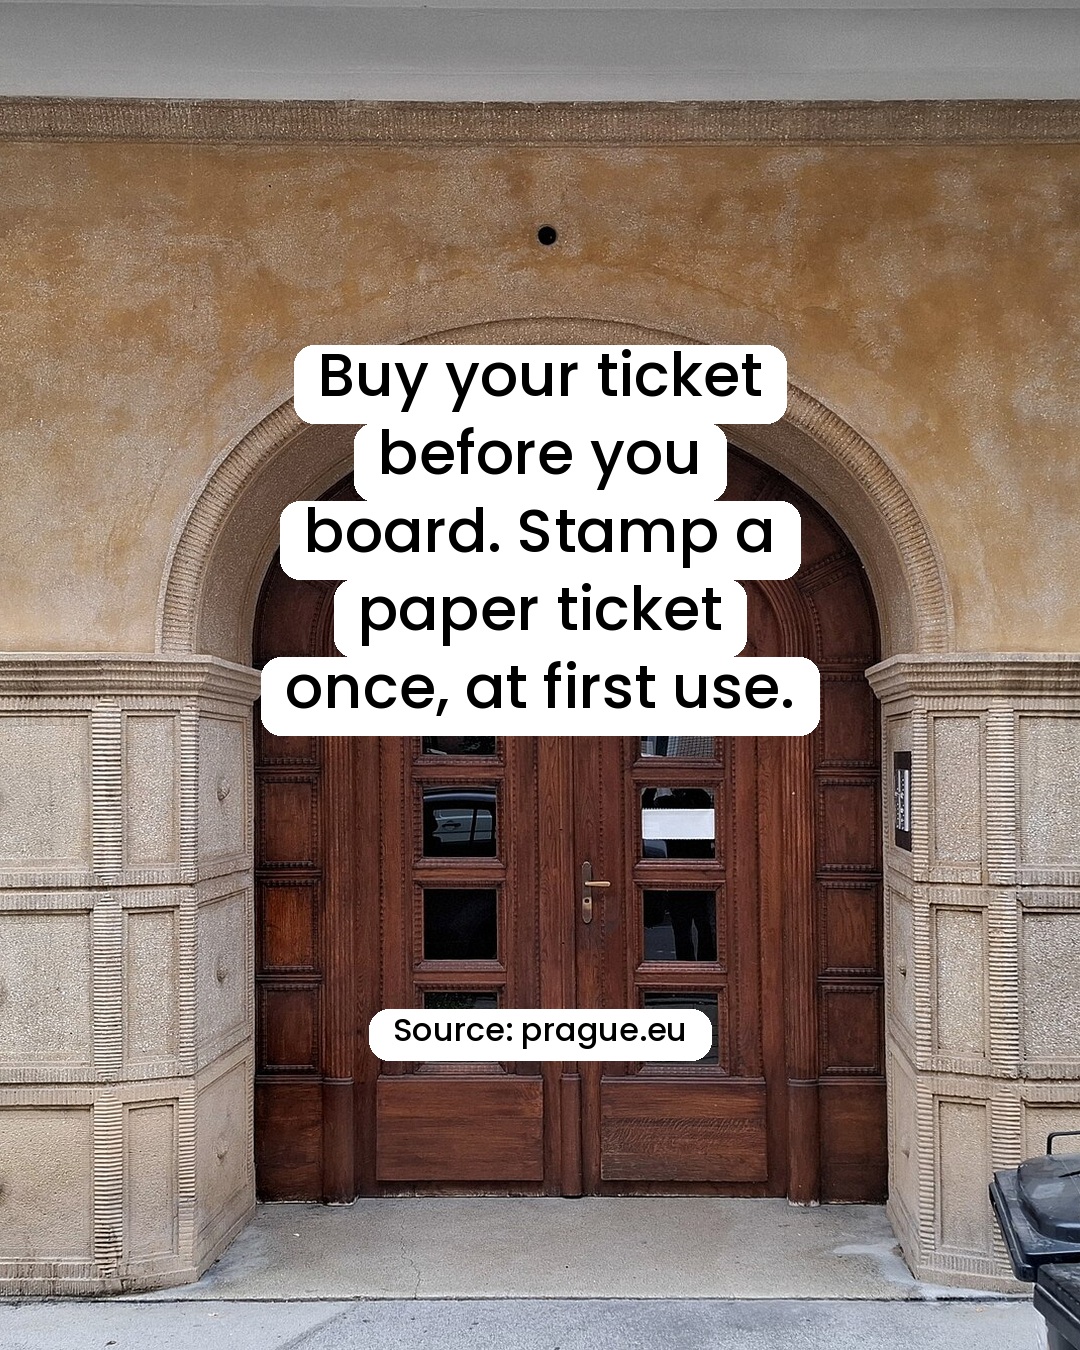 Buy your ticket
before you
board. Stamp a
paper ticket
once, at first use.
Source: prague.eu